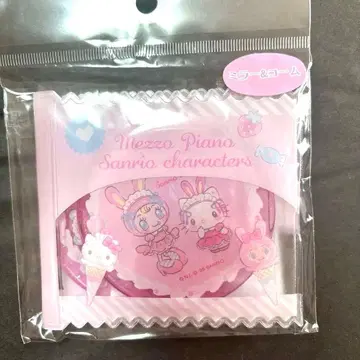 ミラー&コーム
Mezzo Piano
Sanrio characters